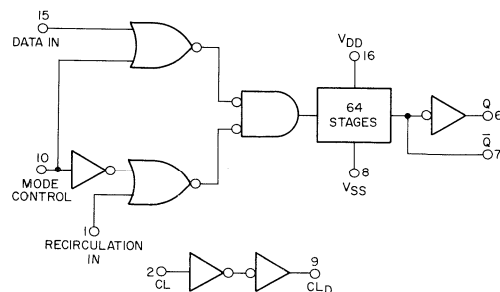 15
DATA IN
VDD
16
64
STAGES
Q
6
Q̅
7
10
MODE
CONTROL
8
VSS
1
RECIRCULATION
IN
2
CL
9
CLD